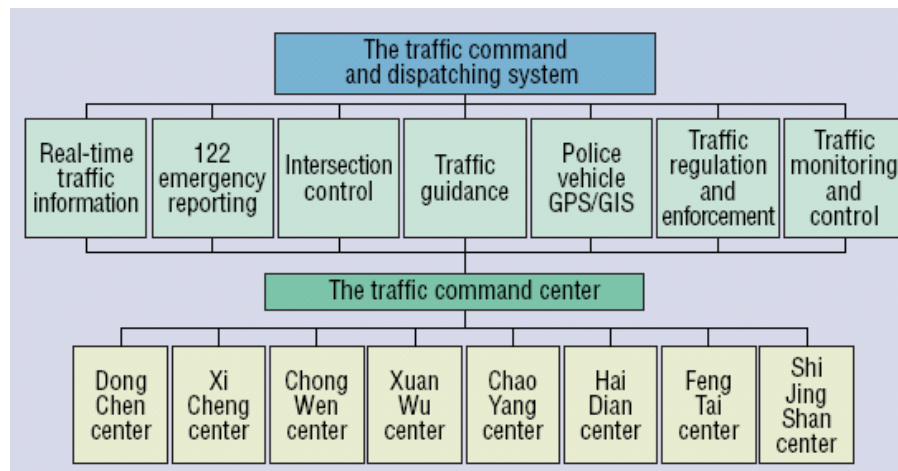 The traffic command
and dispatching system
Real-time
traffic
information
122
emergency
reporting
Intersection
control
Traffic
guidance
Police
vehicle
GPS/GIS
Traffic
regulation
and
enforcement
Traffic
monitoring
and
control
The traffic command center
Dong
Chen
center
Xi
Cheng
center
Chong
Wen
center
Xuan
Wu
center
Chao
Yang
center
Hai
Dian
center
Feng
Tai
center
Shi
Jing
Shan
center